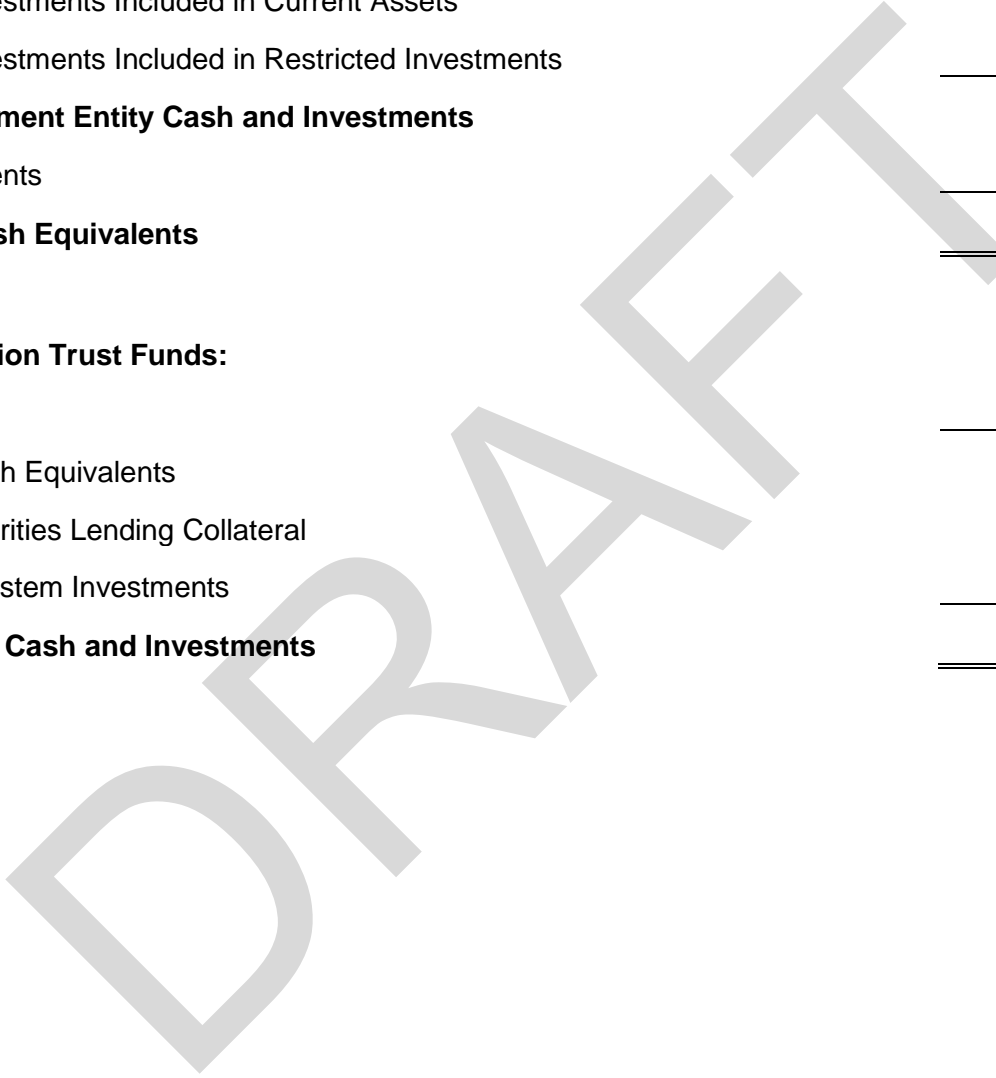 estments Included in Current Assets
estments Included in Restricted Investments
ment Entity Cash and Investments
ents
sh Equivalents
ion Trust Funds:
h Equivalents
rities Lending Collateral
stem Investments
Cash and Investments
DRAFT